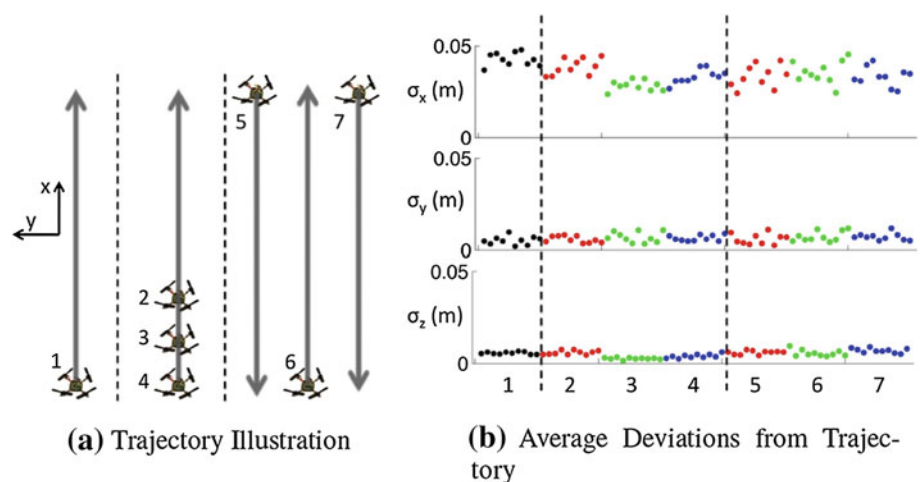 x
y
1
2
3
4
5
6
7
(a) Trajectory Illustration
0.05
σx (m)
0
0.05
σy (m)
0
0.05
σz (m)
0
1 2 3 4 5 6 7
(b) Average Deviations from Trajec-
tory